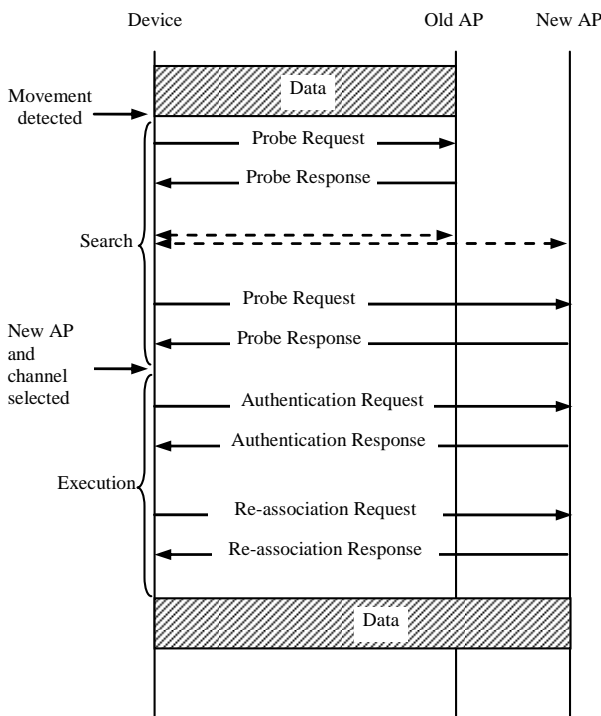 Device
Old AP
New AP
Data
Movement
detected
Probe Request
Probe Response
Search
Probe Request
Probe Response
New AP
and
channel
selected
Authentication Request
Authentication Response
Execution
Re-association Request
Re-association Response
Data